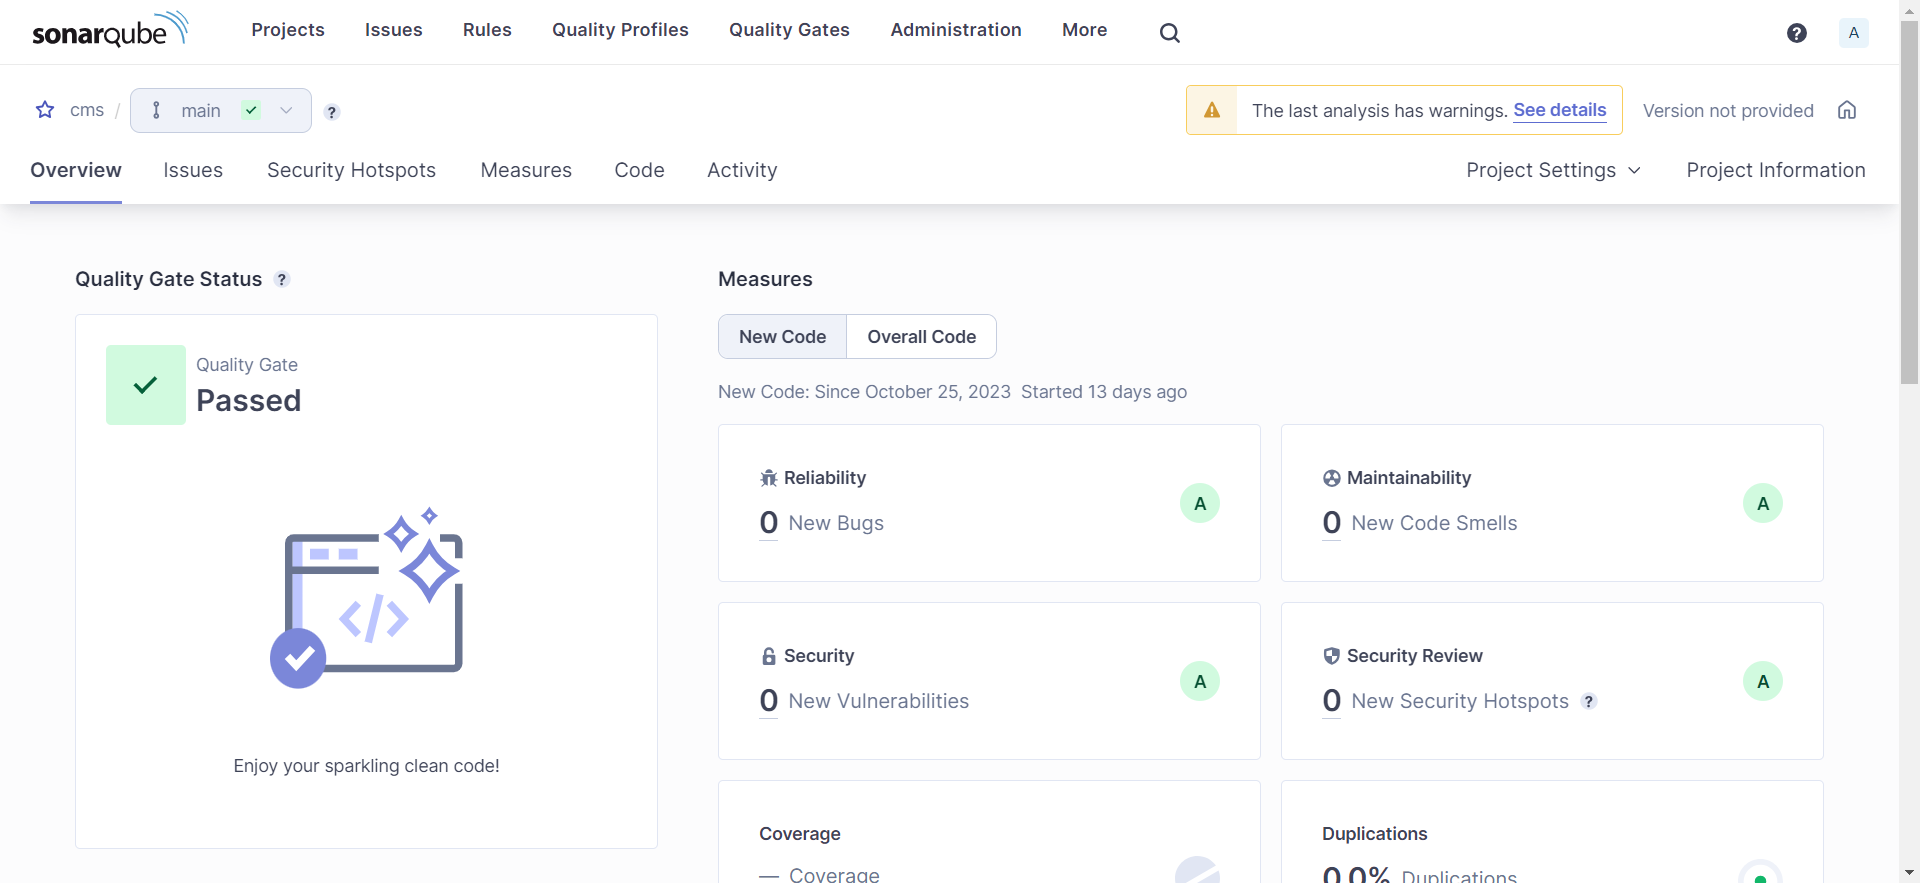 sonarqube Projects Issues Rules Quality Profiles Quality Gates Administration More ? A
cms / main ? The last analysis has warnings. See details Version not provided
Overview Issues Security Hotspots Measures Code Activity Project Settings Project Information
Quality Gate Status ?
Quality Gate
Passed
</>
Enjoy your sparkling clean code!
Measures
New Code Overall Code
New Code: Since October 25, 2023 Started 13 days ago
Reliability
0 New Bugs
A
Maintainability
0 New Code Smells
A
Security
0 New Vulnerabilities
A
Security Review
0 New Security Hotspots ?
A
Coverage
— Coverage
Duplications
0.0% Duplications